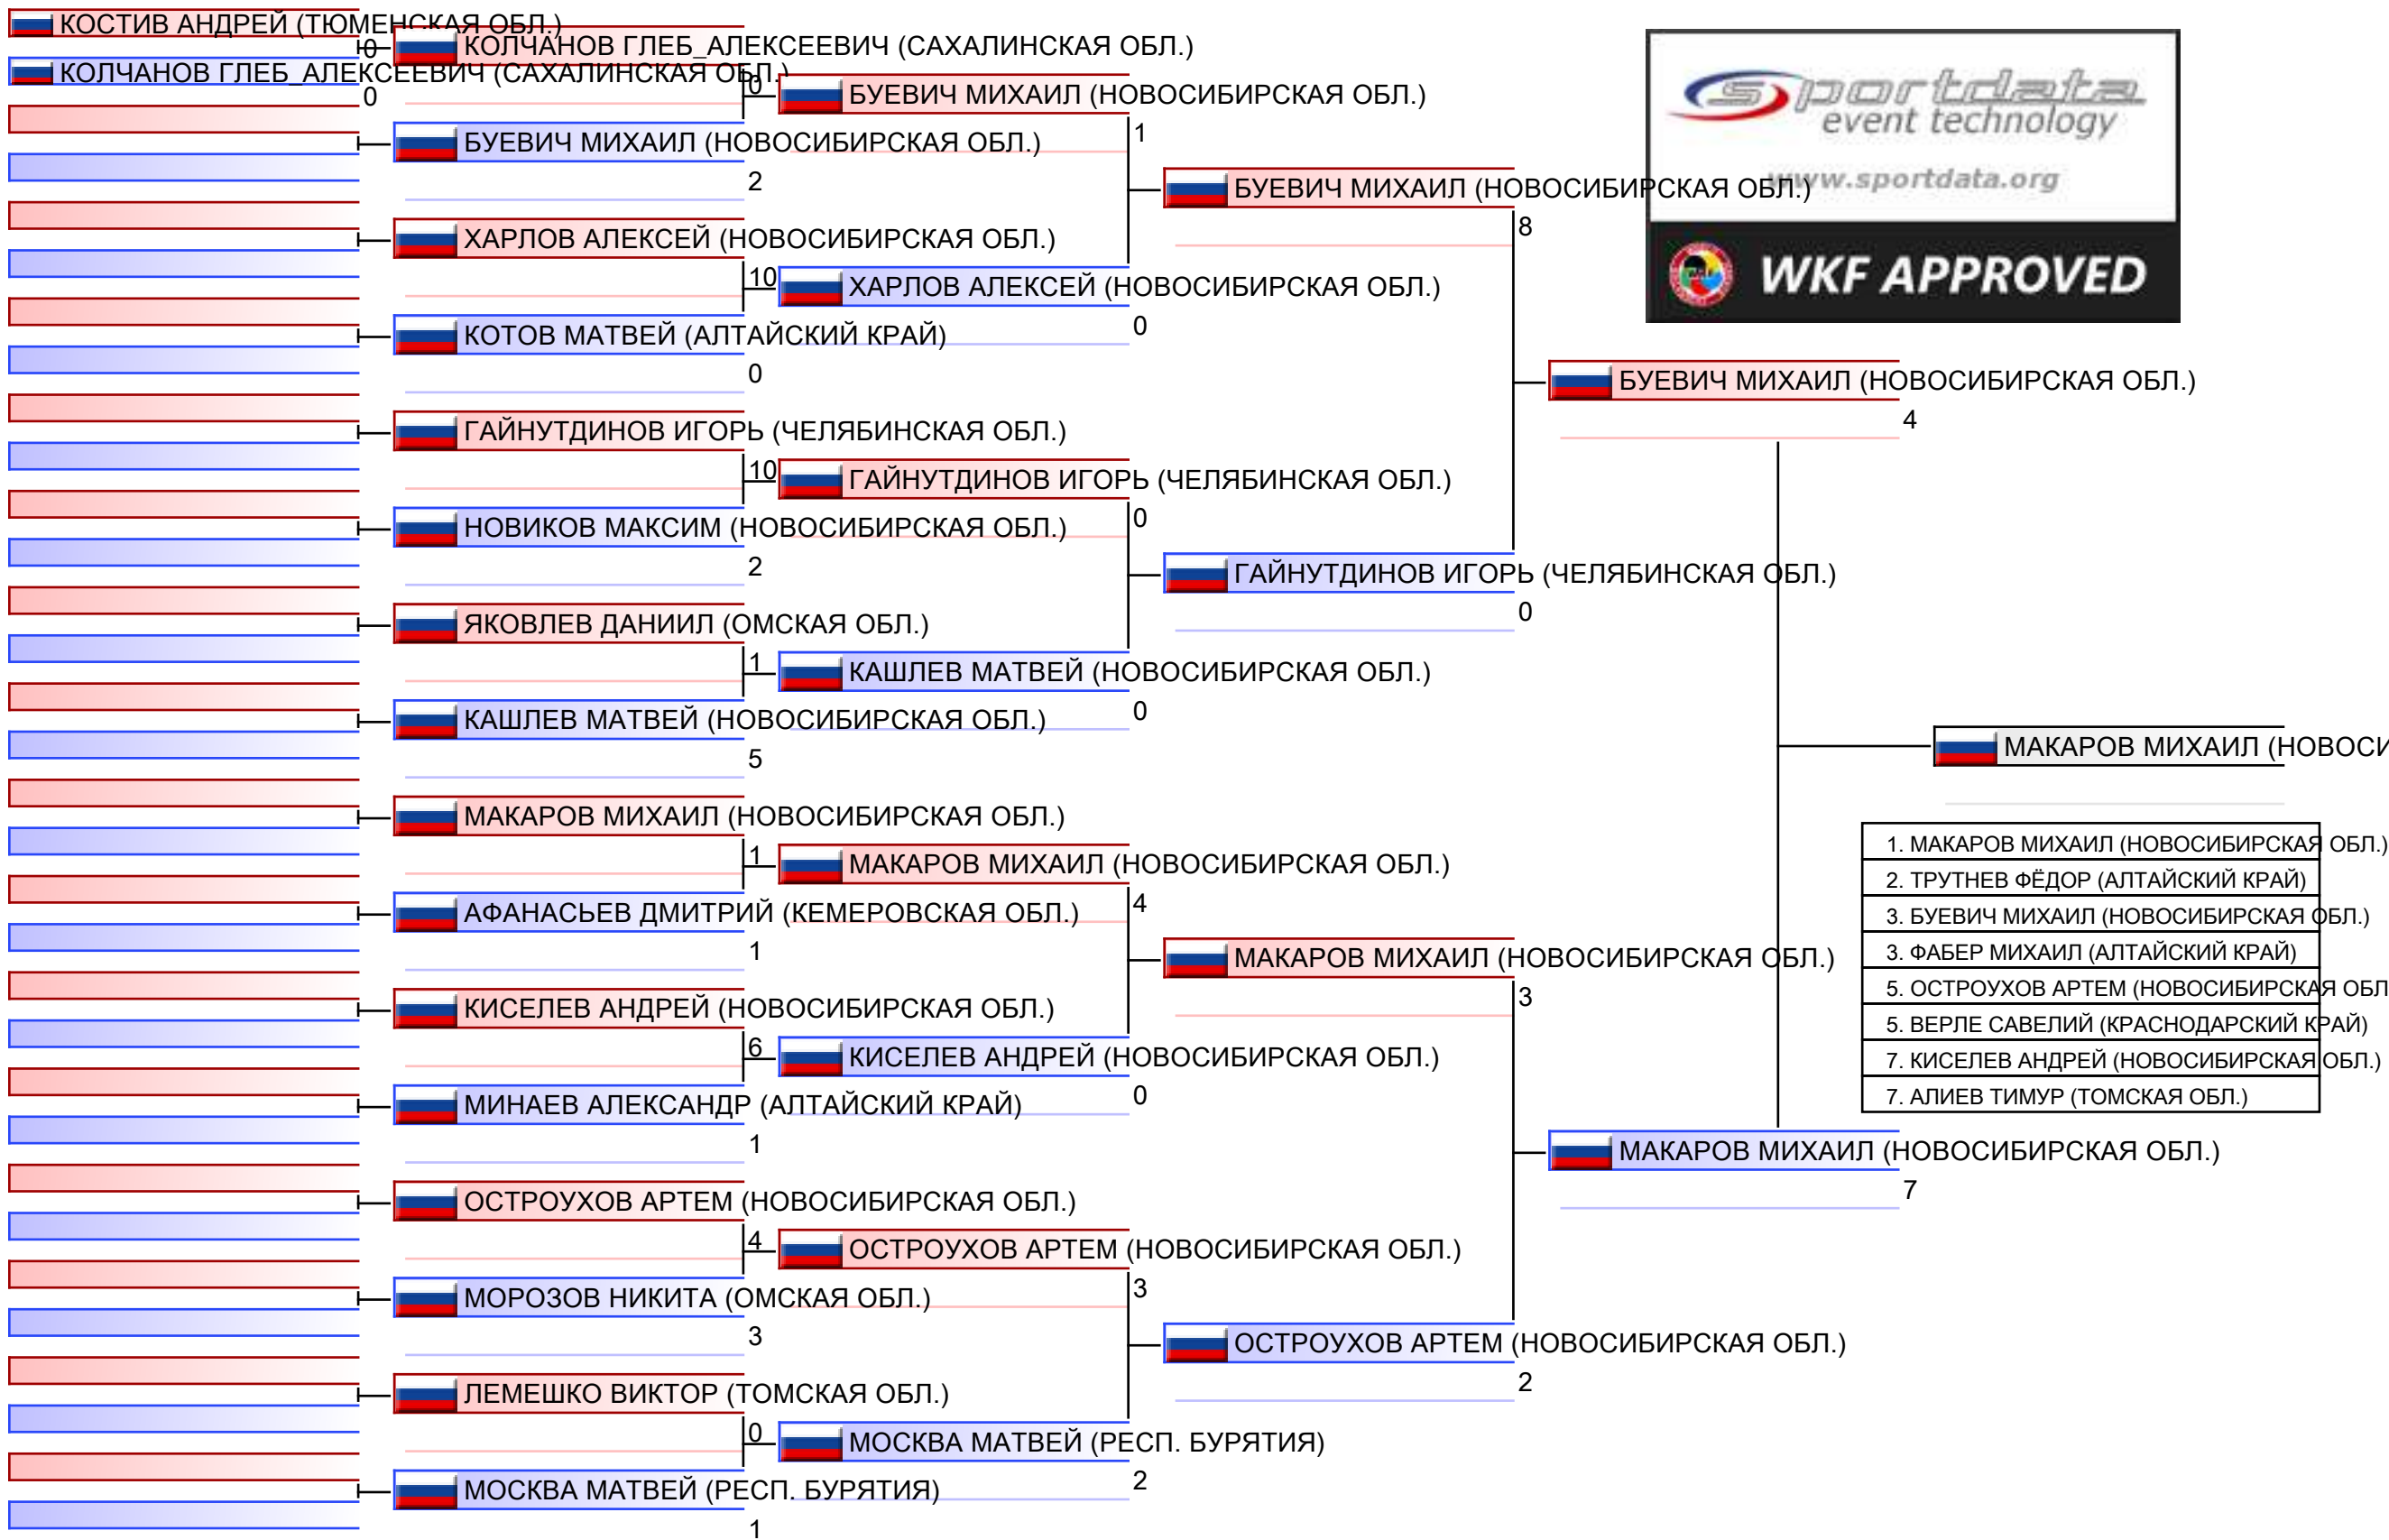 КОСТИВ АНДРЕЙ (ТЮМЕНСКАЯ ОБЛ.)
0
КОЛЧАНОВ ГЛЕБ_АЛЕКСЕЕВИЧ (САХАЛИНСКАЯ ОБЛ.)
0
КОЛЧАНОВ ГЛЕБ_АЛЕКСЕЕВИЧ (САХАЛИНСКАЯ ОБЛ.)
0
БУЕВИЧ МИХАИЛ (НОВОСИБИРСКАЯ ОБЛ.)
2
ХАРЛОВ АЛЕКСЕЙ (НОВОСИБИРСКАЯ ОБЛ.)
10
КОТОВ МАТВЕЙ (АЛТАЙСКИЙ КРАЙ)
0
ГАЙНУТДИНОВ ИГОРЬ (ЧЕЛЯБИНСКАЯ ОБЛ.)
10
НОВИКОВ МАКСИМ (НОВОСИБИРСКАЯ ОБЛ.)
2
ЯКОВЛЕВ ДАНИИЛ (ОМСКАЯ ОБЛ.)
1
КАШЛЕВ МАТВЕЙ (НОВОСИБИРСКАЯ ОБЛ.)
5
МАКАРОВ МИХАИЛ (НОВОСИБИРСКАЯ ОБЛ.)
1
АФАНАСЬЕВ ДМИТРИЙ (КЕМЕРОВСКАЯ ОБЛ.)
1
КИСЕЛЕВ АНДРЕЙ (НОВОСИБИРСКАЯ ОБЛ.)
6
МИНАЕВ АЛЕКСАНДР (АЛТАЙСКИЙ КРАЙ)
1
ОСТРОУХОВ АРТЕМ (НОВОСИБИРСКАЯ ОБЛ.)
4
МОРОЗОВ НИКИТА (ОМСКАЯ ОБЛ.)
3
ЛЕМЕШКО ВИКТОР (ТОМСКАЯ ОБЛ.)
0
МОСКВА МАТВЕЙ (РЕСП. БУРЯТИЯ)
1
БУЕВИЧ МИХАИЛ (НОВОСИБИРСКАЯ ОБЛ.)
1
ХАРЛОВ АЛЕКСЕЙ (НОВОСИБИРСКАЯ ОБЛ.)
0
ГАЙНУТДИНОВ ИГОРЬ (ЧЕЛЯБИНСКАЯ ОБЛ.)
0
КАШЛЕВ МАТВЕЙ (НОВОСИБИРСКАЯ ОБЛ.)
0
МАКАРОВ МИХАИЛ (НОВОСИБИРСКАЯ ОБЛ.)
4
КИСЕЛЕВ АНДРЕЙ (НОВОСИБИРСКАЯ ОБЛ.)
0
ОСТРОУХОВ АРТЕМ (НОВОСИБИРСКАЯ ОБЛ.)
3
МОСКВА МАТВЕЙ (РЕСП. БУРЯТИЯ)
2
БУЕВИЧ МИХАИЛ (НОВОСИБИРСКАЯ ОБЛ.)
8
ГАЙНУТДИНОВ ИГОРЬ (ЧЕЛЯБИНСКАЯ ОБЛ.)
0
МАКАРОВ МИХАИЛ (НОВОСИБИРСКАЯ ОБЛ.)
3
ОСТРОУХОВ АРТЕМ (НОВОСИБИРСКАЯ ОБЛ.)
2
БУЕВИЧ МИХАИЛ (НОВОСИБИРСКАЯ ОБЛ.)
4
МАКАРОВ МИХАИЛ (НОВОСИБИРСКАЯ ОБЛ.)
7
sportdata
event technology
www.sportdata.org
WKF APPROVED
МАКАРОВ МИХАИЛ (НОВОСИ
1. МАКАРОВ МИХАИЛ (НОВОСИБИРСКАЯ ОБЛ.)
2. ТРУТНЕВ ФЁДОР (АЛТАЙСКИЙ КРАЙ)
3. БУЕВИЧ МИХАИЛ (НОВОСИБИРСКАЯ ОБЛ.)
3. ФАБЕР МИХАИЛ (АЛТАЙСКИЙ КРАЙ)
5. ОСТРОУХОВ АРТЕМ (НОВОСИБИРСКАЯ ОБЛ
5. ВЕРЛЕ САВЕЛИЙ (КРАСНОДАРСКИЙ КРАЙ)
7. КИСЕЛЕВ АНДРЕЙ (НОВОСИБИРСКАЯ ОБЛ.)
7. АЛИЕВ ТИМУР (ТОМСКАЯ ОБЛ.)